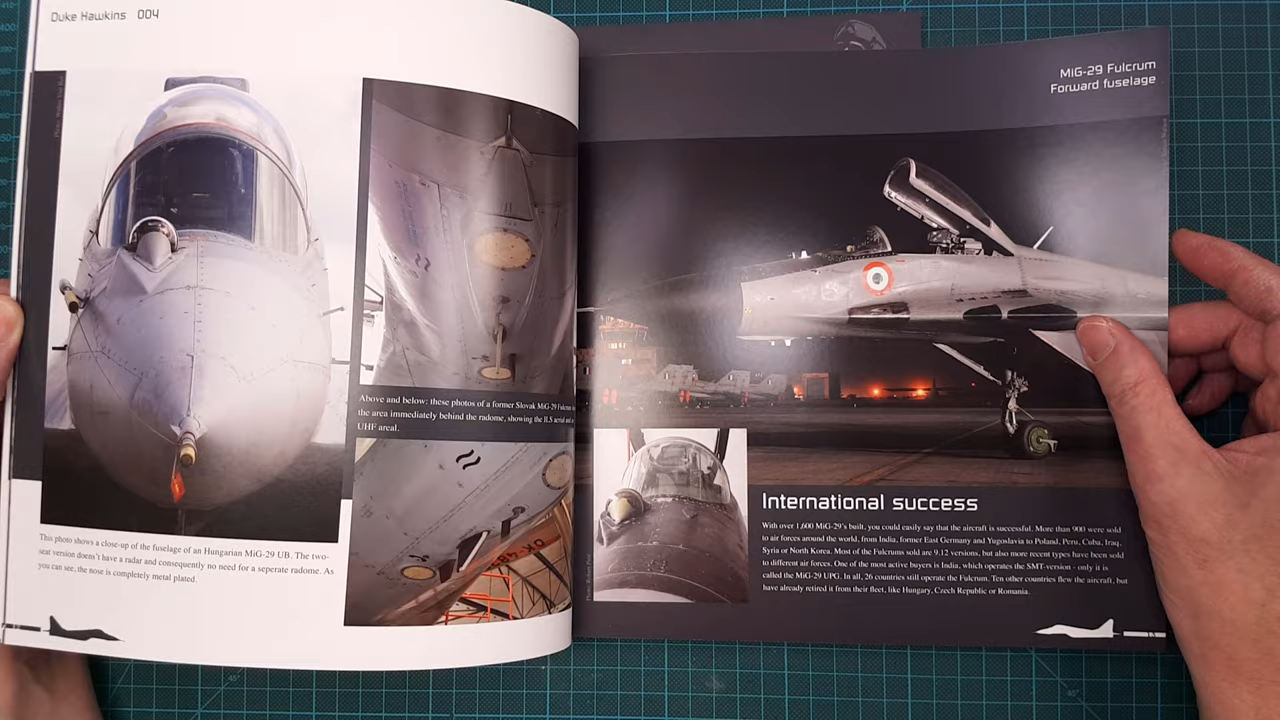 Duke Hawkins 004
This photo shows a close-up of the fuselage of an Hungarian MiG-29 UB. The two-
seat version doens't have a radar and consequently no need for a seperate radome. As
you can see, the nose is completely metal plated.
Above and below: these photos of a former Slovak MiG-29 Fulcrum
the area immediately behind the radome, showing the ILS aerial and
UHF areal.
MiG-29 Fulcrum
Forward fuselage
International success
With over 1,600 MiG-29's built, you could easily say that the aircraft is successful. More than 900 were sold
to air forces around the world, from India, former East Germany and Yugoslavia to Poland, Peru, Cuba, Iraq,
Syria or North Korea. Most of the Fulcrums sold are 9.12 versions, but also more recent types have been sold
to different air forces. One of the most active buyers is India, which operates the SMT-version - only it is
called the MiG-29 UPG. In all, 26 countries still operate the Fulcrum. Ten other countries flew the aircraft, but
have already retired it from their fleet, like Hungary, Czech Republic or Romania.